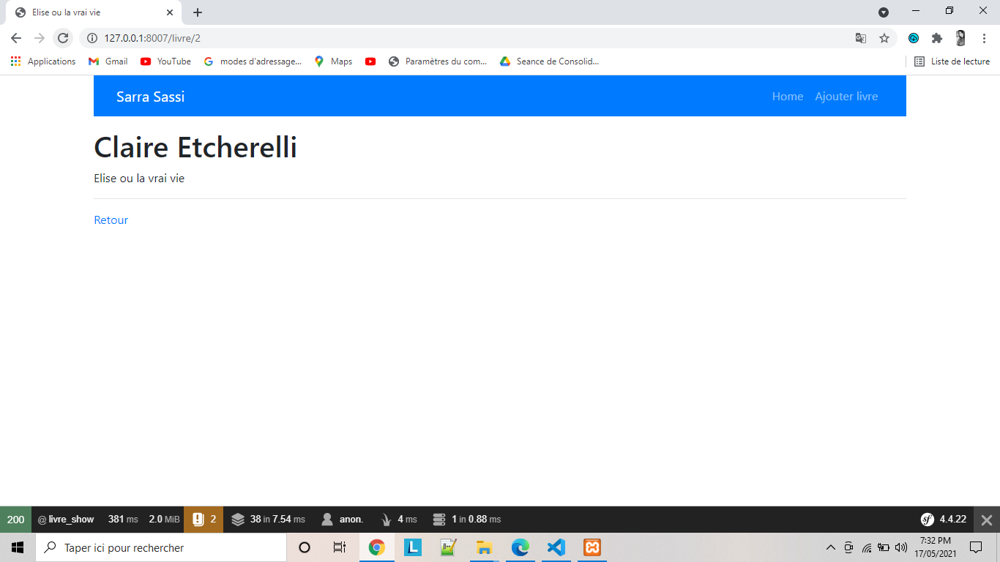 Elise ou la vrai vie
127.0.0.1:8007/livre/2
Applications Gmail YouTube modes d'adressage... Maps Paramètres du com... Seance de Consolid... Liste de lecture
Sarra Sassi Home Ajouter livre
Claire Etcherelli
Elise ou la vrai vie
Retour
200 @ livre_show 381 ms 2.0 MiB 2 38 in 7.54 ms anon. 4 ms 1 in 0.88 ms sf 4.4.22
Taper ici pour rechercher
7:32 PM
17/05/2021